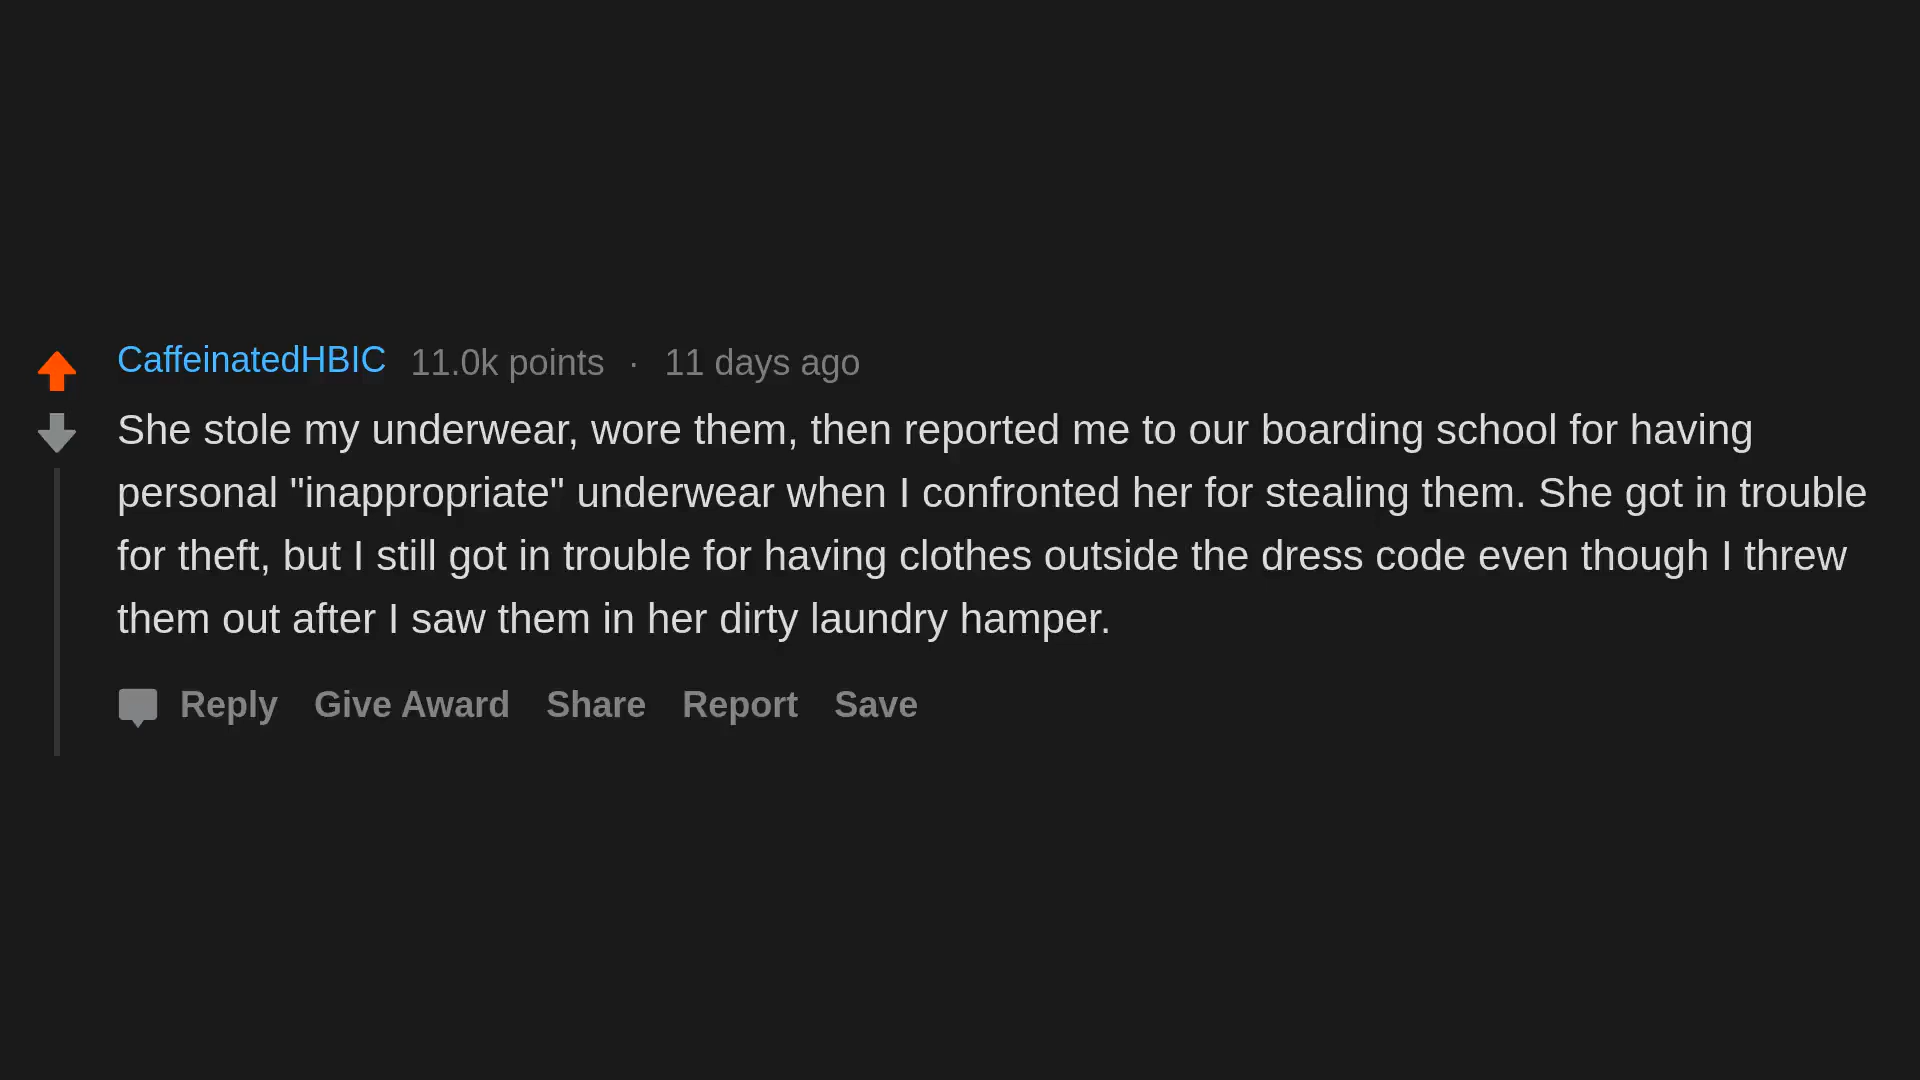 CaffeinatedHBIC 11.0k points · 11 days ago
She stole my underwear, wore them, then reported me to our boarding school for having
personal "inappropriate" underwear when I confronted her for stealing them. She got in trouble
for theft, but I still got in trouble for having clothes outside the dress code even though I threw
them out after I saw them in her dirty laundry hamper.
Reply Give Award Share Report Save